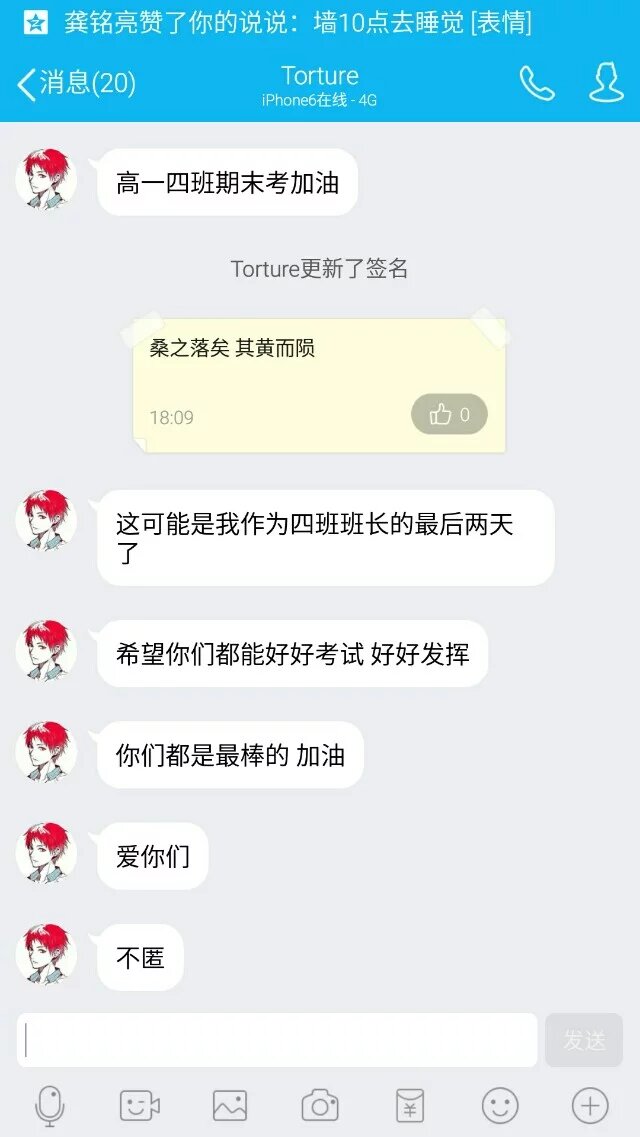 龚铭亮赞了你的说说：墙10点去睡觉 [表情]
消息(20)
Torture
iPhone6在线 - 4G
高一四班期末考加油
Torture更新了签名
桑之落矣 其黄而陨
18:09
0
这可能是我作为四班班长的最后两天
了
希望你们都能好好考试 好好发挥
你们都是最棒的 加油
爱你们
不匿
发送